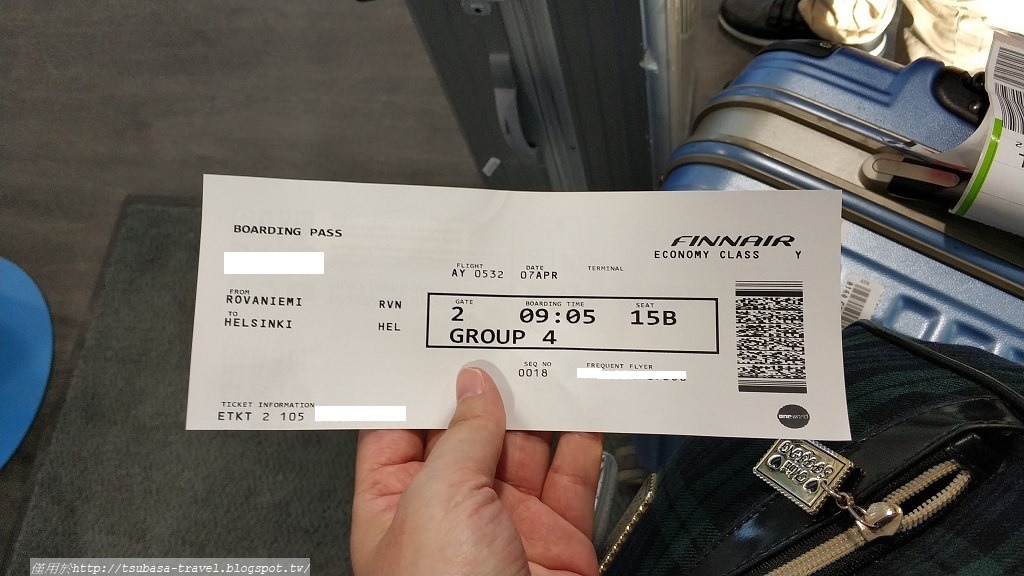 BOARDING PASS
FINNAIR
ECONOMY CLASS Y
FLIGHT DATE TERMINAL
AY 0532 07APR
FROM
ROVANIEMI RVN
TO
HELSINKI HEL
GATE BOARDING TIME SEAT
2 09:05 15B
GROUP 4
SEQ NO FREQUENT FLYER
0018
TICKET INFORMATION
ETKT 2 105
oneworld
僅用於http://tsubasa-travel.blogspot.tw/